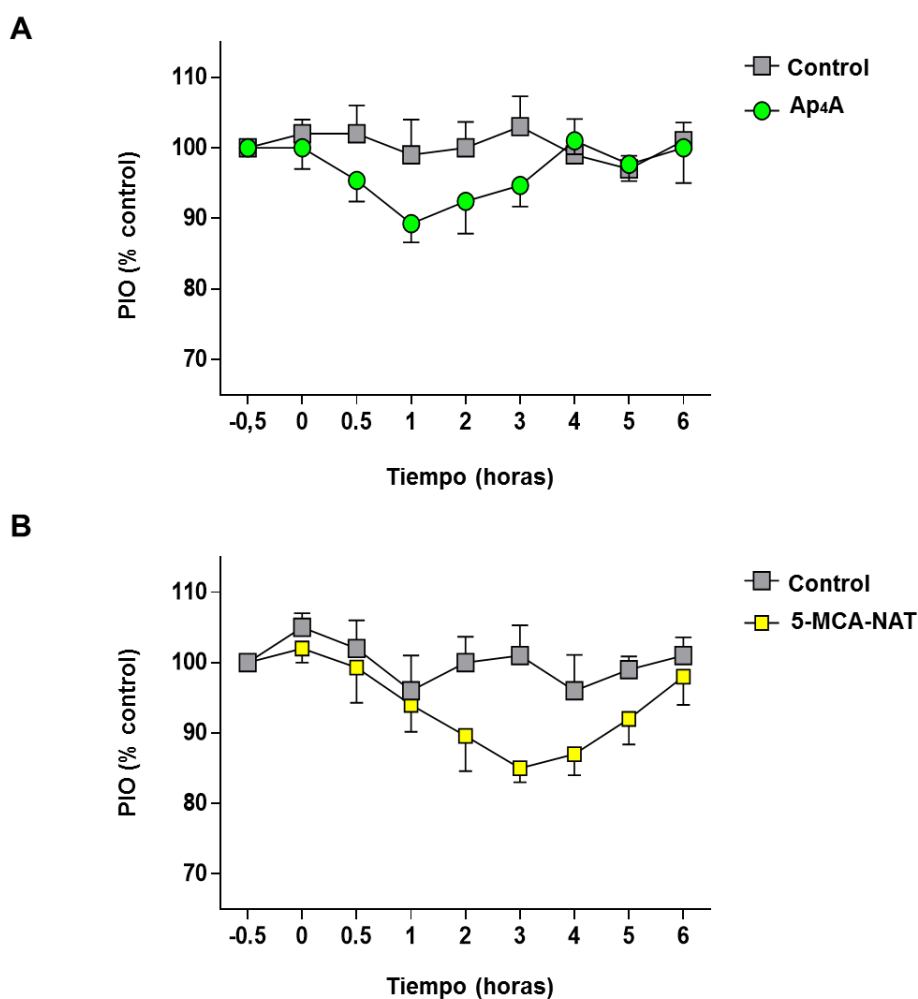 A
110
100
90
80
70
PIO (% control)
-0,5 0 0.5 1 2 3 4 5 6
Tiempo (horas)
Control
Ap₄A
B
110
100
90
80
70
PIO (% control)
-0.5 0 0.5 1 2 3 4 5 6
Tiempo (horas)
Control
5-MCA-NAT